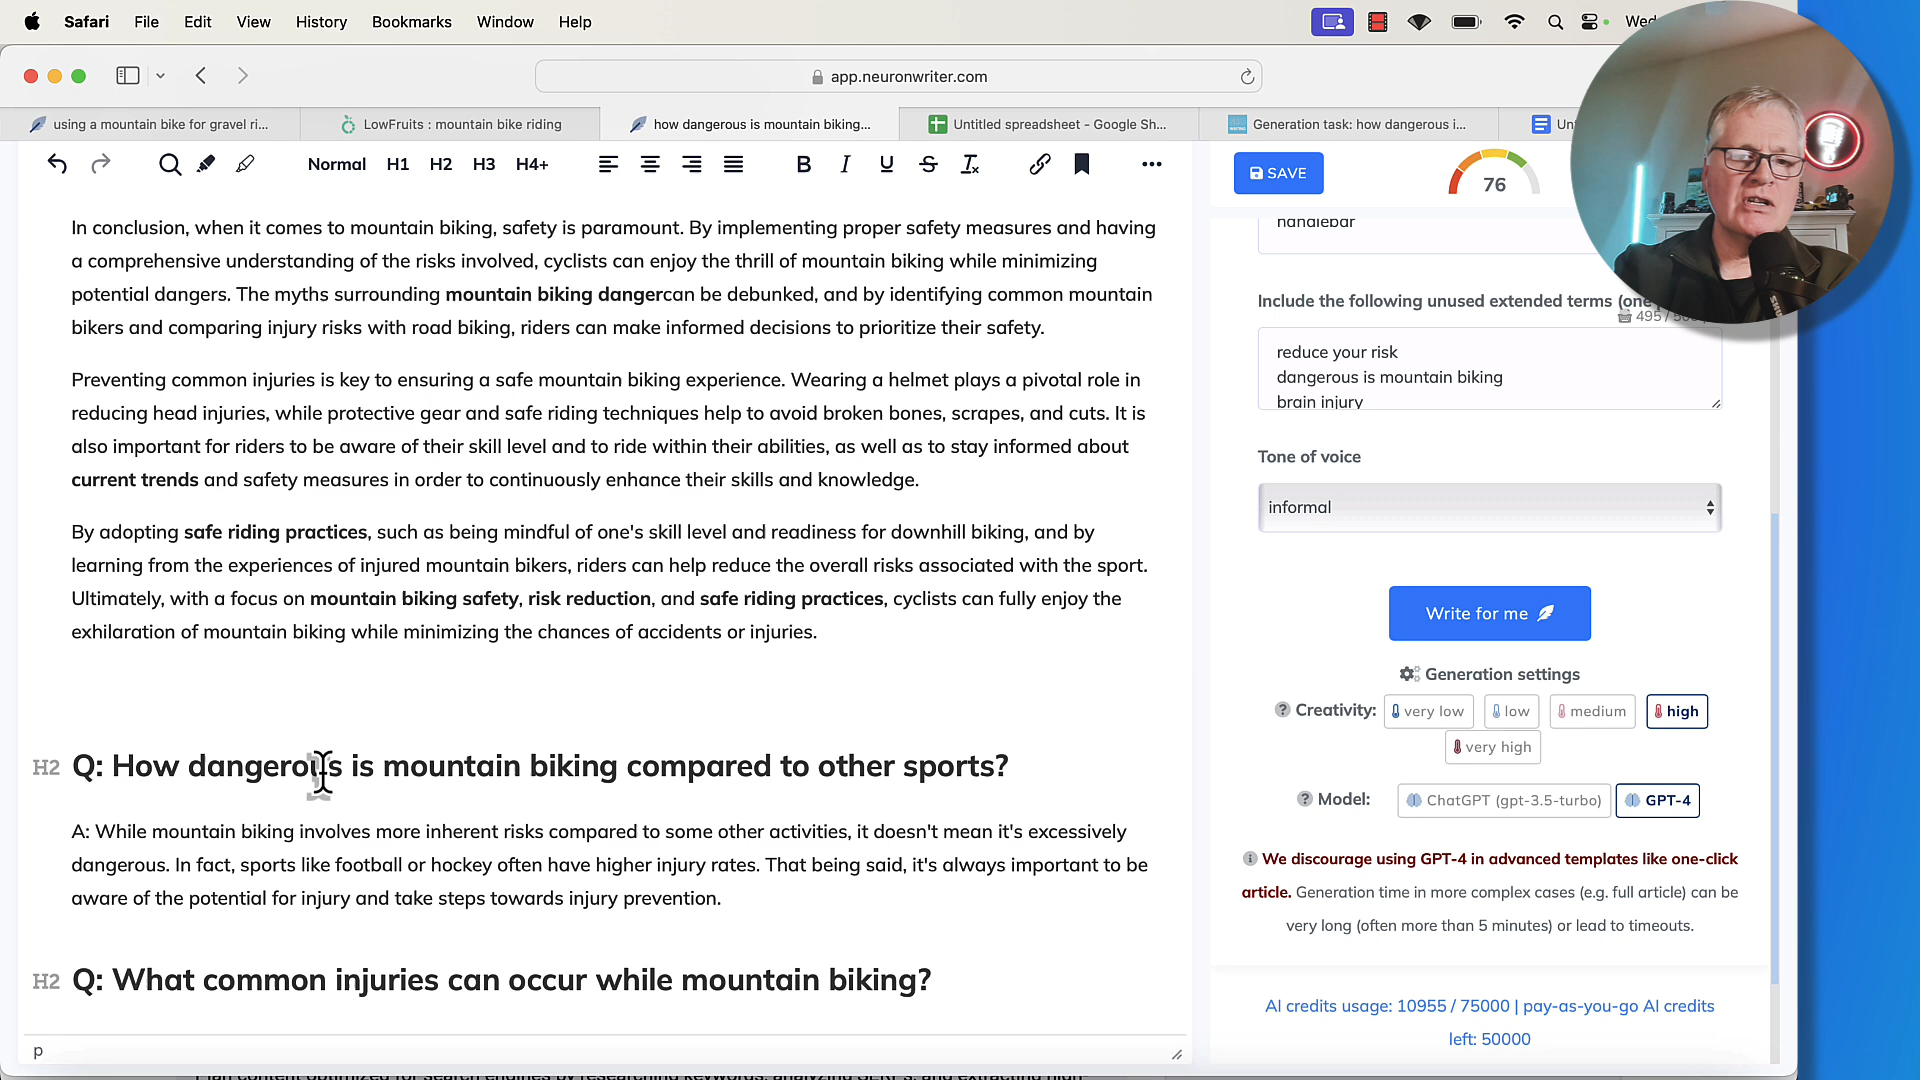 Safari File Edit View History Bookmarks Window Help
app.neuronwriter.com
using a mountain bike for gravel ri...
LowFruits : mountain bike riding
how dangerous is mountain biking...
Untitled spreadsheet - Google Sh...
Generation task: how dangerous i...
Normal H1 H2 H3 H4+ B I U S
SAVE
76
In conclusion, when it comes to mountain biking, safety is paramount. By implementing proper safety measures and having
a comprehensive understanding of the risks involved, cyclists can enjoy the thrill of mountain biking while minimizing
potential dangers. The myths surrounding mountain biking dangercan be debunked, and by identifying common mountain
bikers and comparing injury risks with road biking, riders can make informed decisions to prioritize their safety.
Preventing common injuries is key to ensuring a safe mountain biking experience. Wearing a helmet plays a pivotal role in
reducing head injuries, while protective gear and safe riding techniques help to avoid broken bones, scrapes, and cuts. It is
also important for riders to be aware of their skill level and to ride within their abilities, as well as to stay informed about
current trends and safety measures in order to continuously enhance their skills and knowledge.
By adopting safe riding practices, such as being mindful of one's skill level and readiness for downhill biking, and by
learning from the experiences of injured mountain bikers, riders can help reduce the overall risks associated with the sport.
Ultimately, with a focus on mountain biking safety, risk reduction, and safe riding practices, cyclists can fully enjoy the
exhilaration of mountain biking while minimizing the chances of accidents or injuries.
H2 Q: How dangerous is mountain biking compared to other sports?
A: While mountain biking involves more inherent risks compared to some other activities, it doesn't mean it's excessively
dangerous. In fact, sports like football or hockey often have higher injury rates. That being said, it's always important to be
aware of the potential for injury and take steps towards injury prevention.
H2 Q: What common injuries can occur while mountain biking?
p
handlebar
Include the following unused extended terms
reduce your risk
dangerous is mountain biking
brain injury
Tone of voice
informal
Write for me
Generation settings
Creativity: very low low medium high
very high
Model: ChatGPT (gpt-3.5-turbo) GPT-4
We discourage using GPT-4 in advanced templates like one-click
article. Generation time in more complex cases (e.g. full article) can be
very long (often more than 5 minutes) or lead to timeouts.
AI credits usage: 10955 / 75000 | pay-as-you-go AI credits
left: 50000